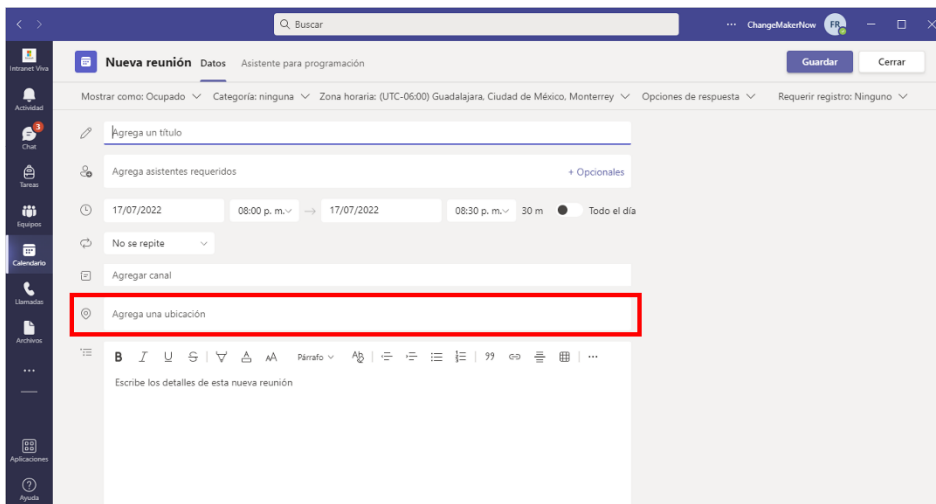 Buscar
ChangeMakerNow FR
Intranet Viva
Nueva reunión Datos Asistente para programación
Guardar Cerrar
Actividad
Mostrar como: Ocupado Categoría: ninguna Zona horaria: (UTC-06:00) Guadalajara, Ciudad de México, Monterrey Opciones de respuesta Requerir registro: Ninguno
3
Chat
Agrega un título
Tareas
Agrega asistentes requeridos + Opcionales
Equipos
17/07/2022 08:00 p. m. → 17/07/2022 08:30 p. m. 30 m Todo el día
Calendario
No se repite
Agregar canal
Llamadas
Agrega una ubicación
Archivos
B I U S Párrafo
Escribe los detalles de esta nueva reunión
Aplicaciones
Ayuda